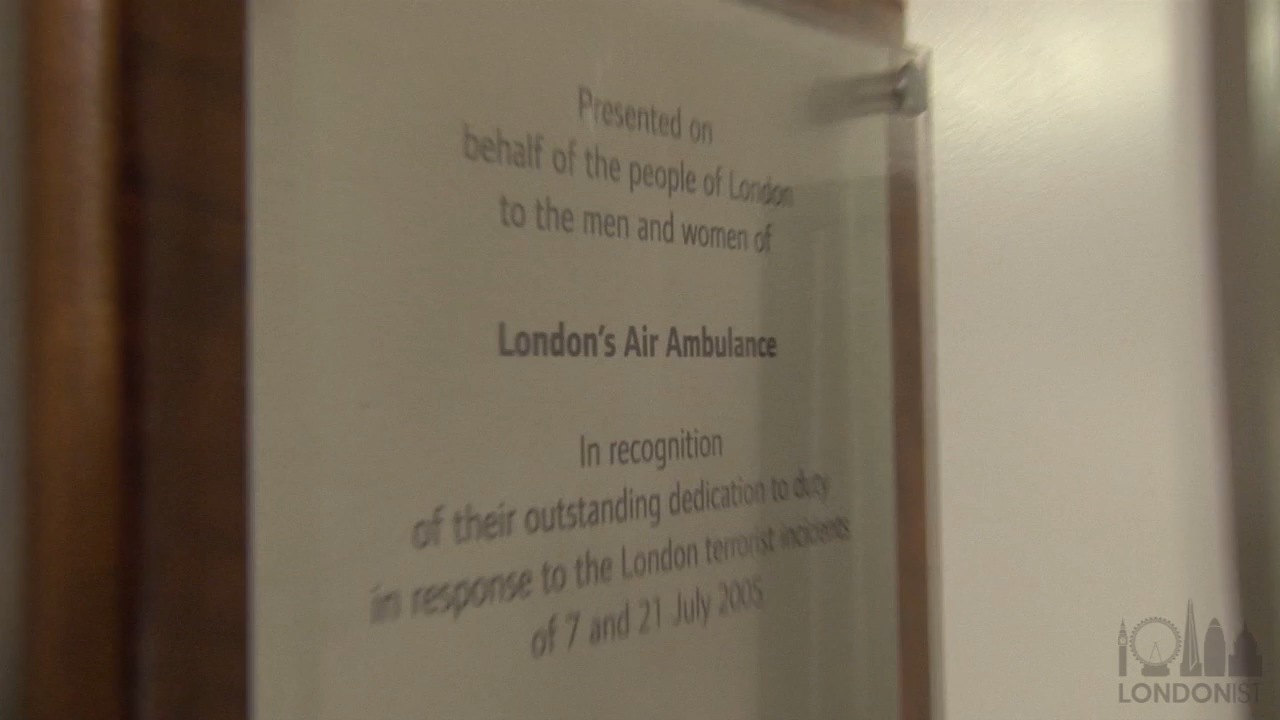 Presented on
behalf of the people of London
to the men and women of
London's Air Ambulance
In recognition
of their outstanding dedication to duty
in response to the London terrorist incidents
of 7 and 21 July 2005
LONDONIST